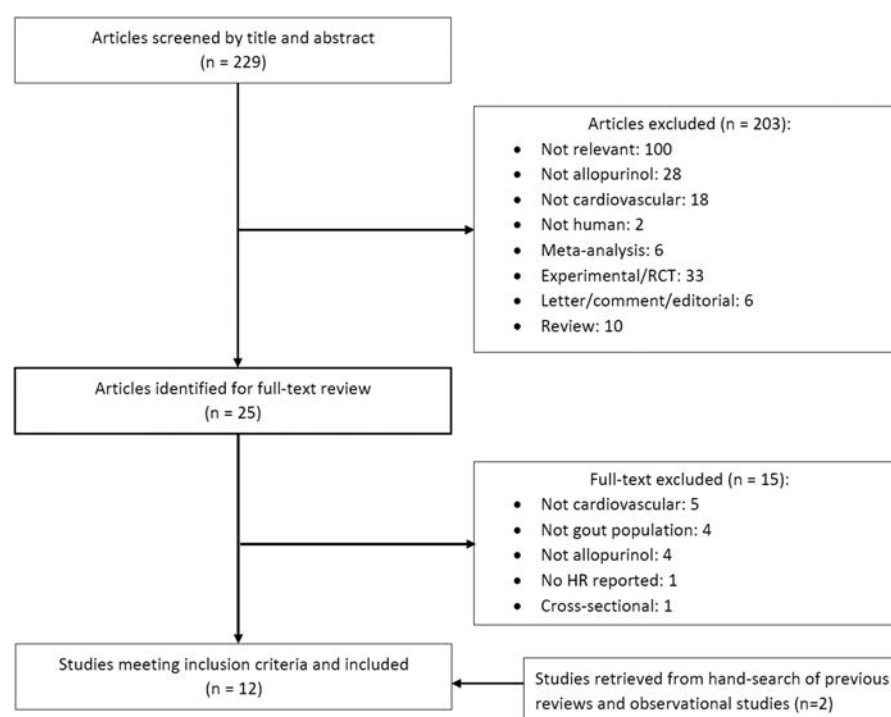 Articles screened by title and abstract
(n = 229)
Articles excluded (n = 203):
• Not relevant: 100
• Not allopurinol: 28
• Not cardiovascular: 18
• Not human: 2
• Meta-analysis: 6
• Experimental/RCT: 33
• Letter/comment/editorial: 6
• Review: 10
Articles identified for full-text review
(n = 25)
Full-text excluded (n = 15):
• Not cardiovascular: 5
• Not gout population: 4
• Not allopurinol: 4
• No HR reported: 1
• Cross-sectional: 1
Studies meeting inclusion criteria and included
(n = 12)
Studies retrieved from hand-search of previous
reviews and observational studies (n=2)